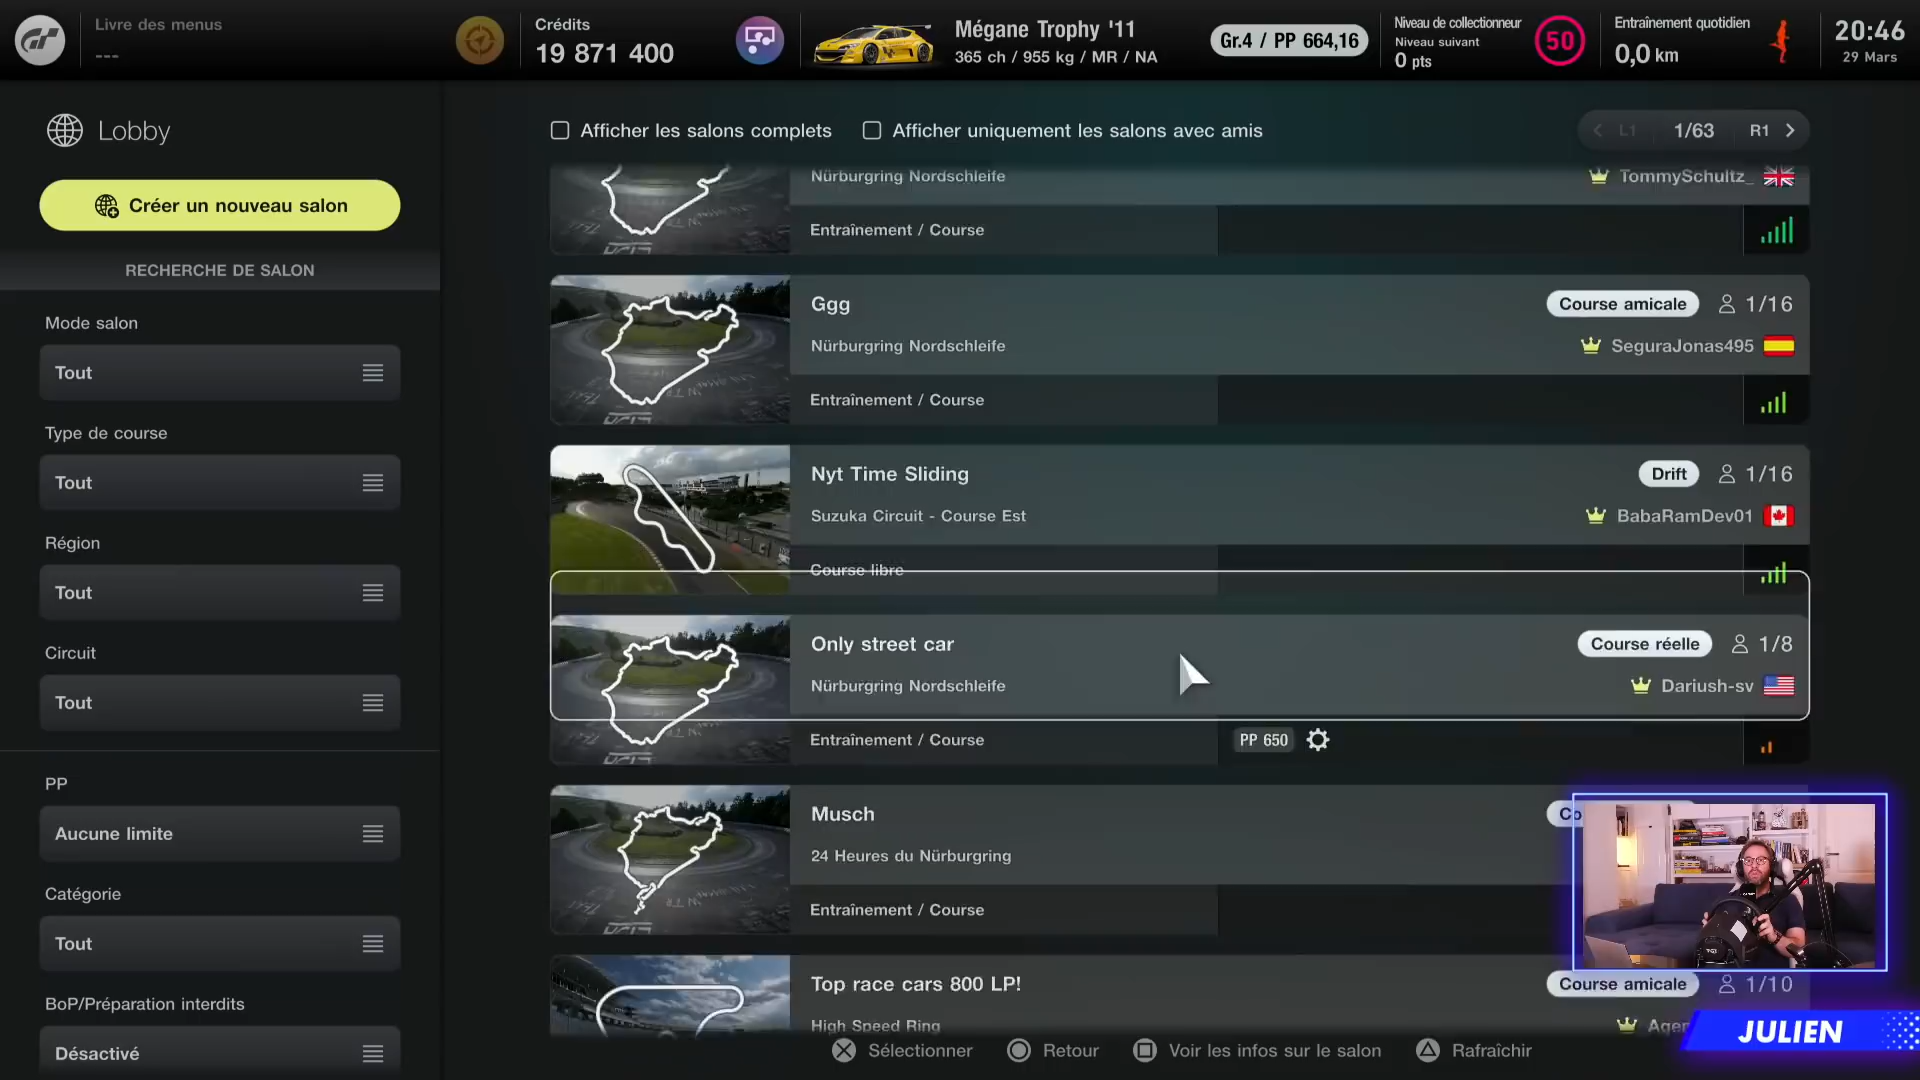 Livre des menus
---
Crédits
19 871 400
Mégane Trophy '11
365 ch / 955 kg / MR / NA
Gr.4 / PP 664,16
Niveau de collectionneur
Niveau suivant
0 pts
50
Entraînement quotidien
0,0 km
20:46
29 Mars
Lobby
Créer un nouveau salon
RECHERCHE DE SALON
Mode salon
Tout
Type de course
Tout
Région
Tout
Circuit
Tout
PP
Aucune limite
Catégorie
Tout
BoP/Préparation interdits
Désactivé
Afficher les salons complets
Afficher uniquement les salons avec amis
L1 1/63 R1
Nürburgring Nordschleife
TommySchultz_
Entraînement / Course
Ggg
Course amicale
1/16
Nürburgring Nordschleife
SeguraJonas495
Entraînement / Course
Nyt Time Sliding
Drift
1/16
Suzuka Circuit - Course Est
BabaRamDev01
Course libre
Only street car
Course réelle
1/8
Nürburgring Nordschleife
Dariush-sv
Entraînement / Course
PP 650
Musch
24 Heures du Nürburgring
Entraînement / Course
Top race cars 800 LP!
Course amicale
1/10
High Speed Ring
Sélectionner
Retour
Voir les infos sur le salon
Rafraîchir
JULIEN